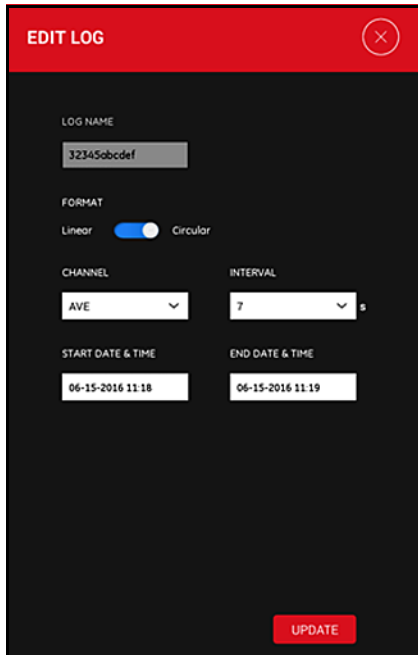 EDIT LOG
LOG NAME
32345abcdef
FORMAT
Linear Circular
CHANNEL INTERVAL
AVE 7 s
START DATE & TIME END DATE & TIME
06-15-2016 11:18 06-15-2016 11:19
UPDATE